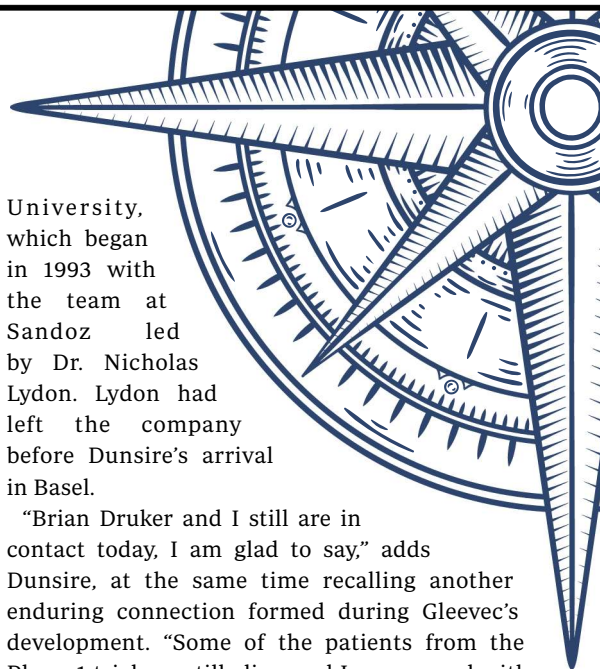 University,
which began
in 1993 with
the team at
Sandoz led
by Dr. Nicholas
Lydon. Lydon had
left the company
before Dunsire’s arrival
in Basel.
“Brian Druker and I still are in
contact today, I am glad to say,” adds
Dunsire, at the same time recalling another
enduring connection formed during Gleevec’s
development. “Some of the patients from the